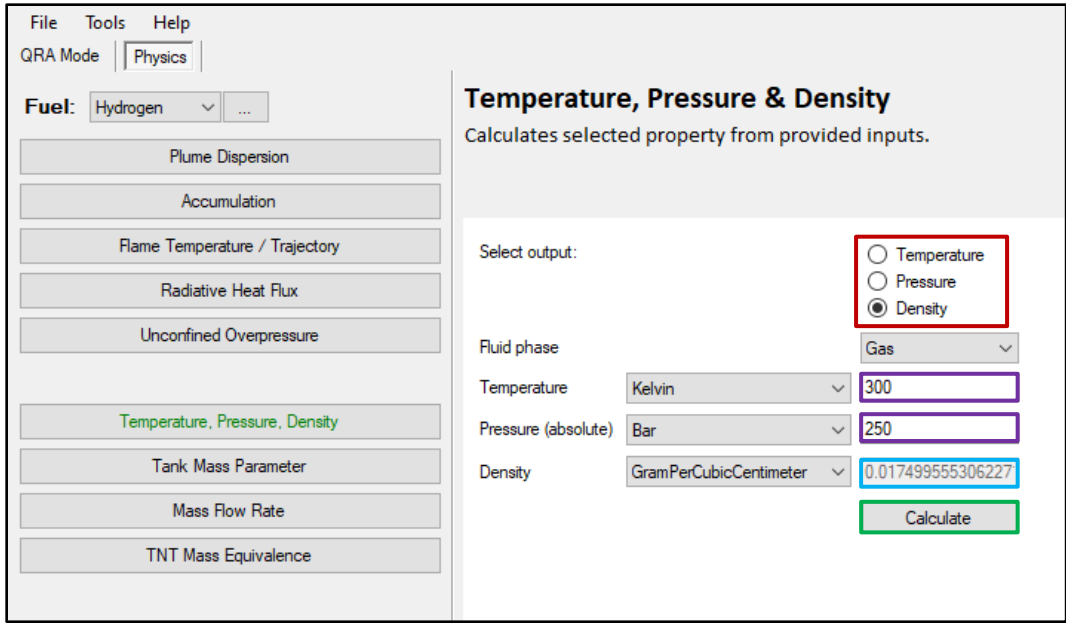 File Tools Help
QRA Mode Physics
Fuel: Hydrogen ...
Plume Dispersion
Accumulation
Flame Temperature / Trajectory
Radiative Heat Flux
Unconfined Overpressure
Temperature, Pressure, Density
Tank Mass Parameter
Mass Flow Rate
TNT Mass Equivalence
Temperature, Pressure & Density
Calculates selected property from provided inputs.
Select output:
Temperature
Pressure
Density
Fluid phase Gas
Temperature Kelvin 300
Pressure (absolute) Bar 250
Density GramPerCubicCentimeter 0.017499555306227
Calculate